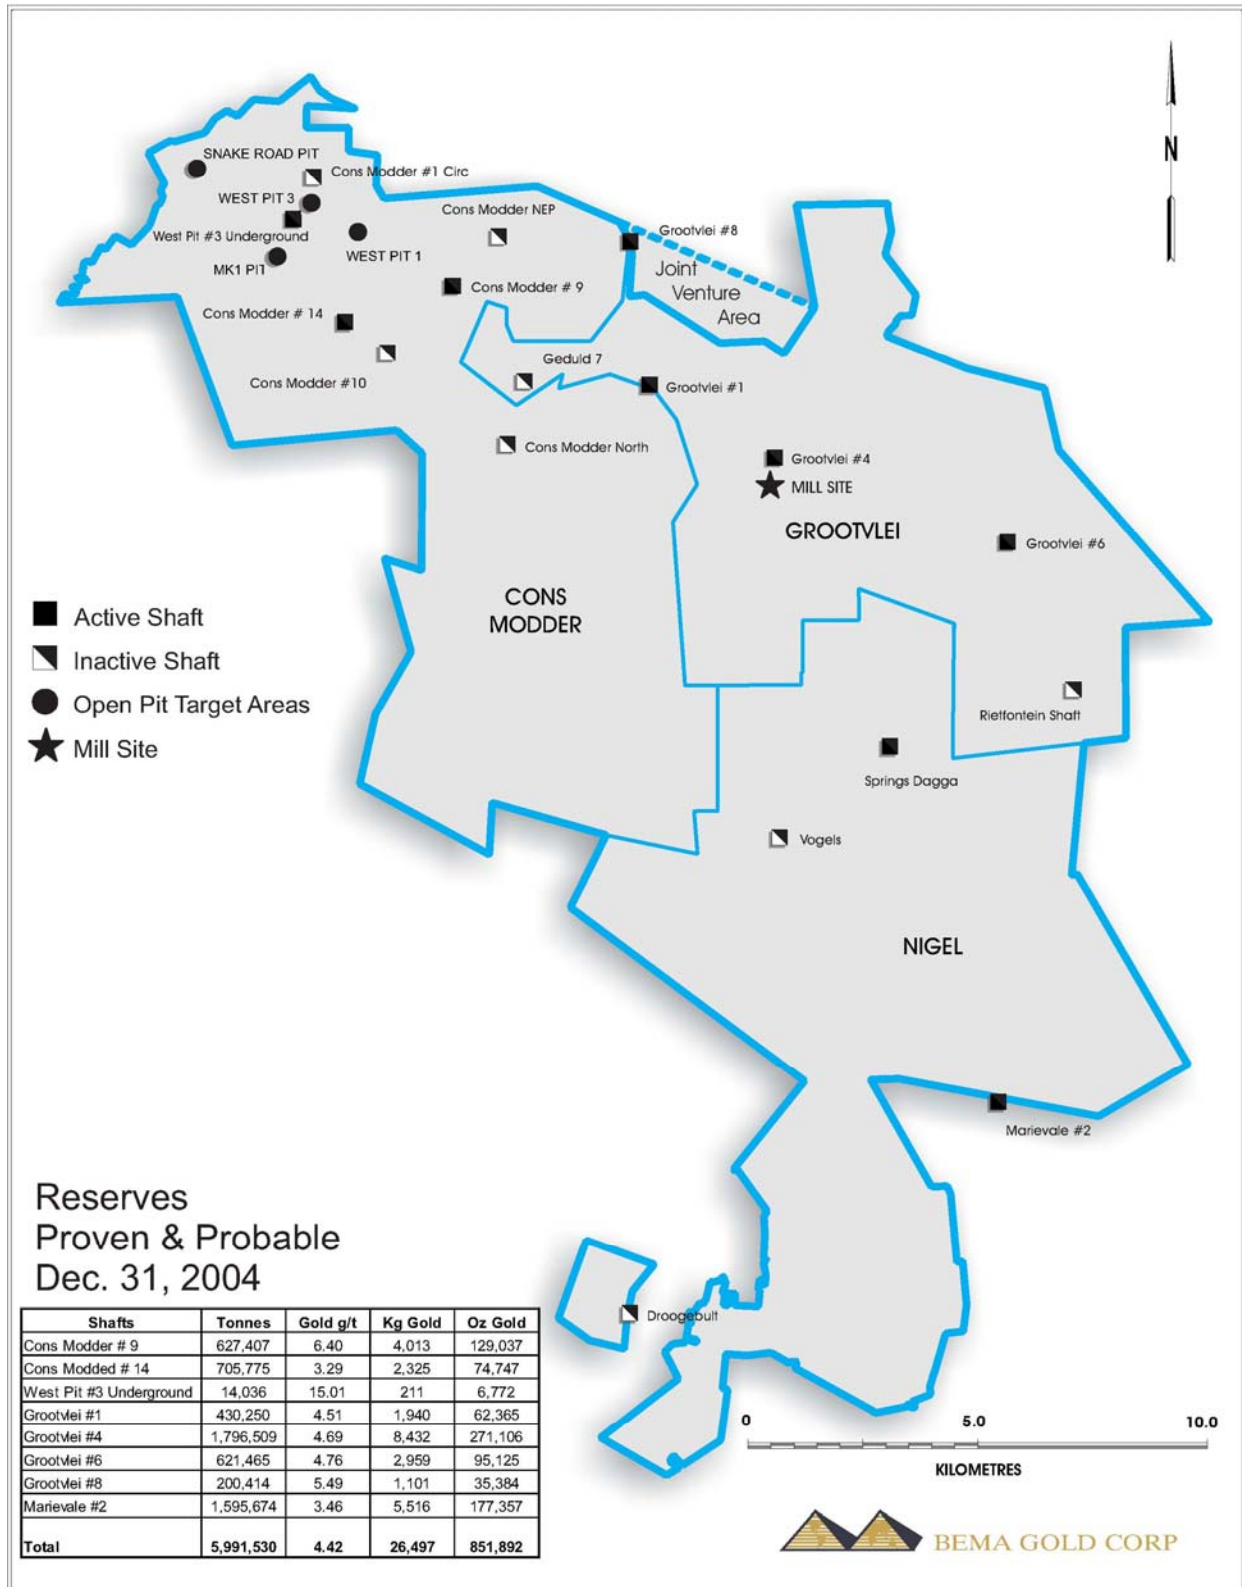 SNAKE ROAD PIT
Cons Modder #1 Circ
WEST PIT 3
Cons Modder NEP
West Pit #3 Underground
WEST PIT 1
MK1 PIT
Grootvlei #8
Joint
Venture
Area
N
Cons Modder # 9
Cons Modder # 14
Cons Modder #10
Geduld 7
Grootvlei #1
Cons Modder North
Grootvlei #4
MILL SITE
GROOTVLEI
Grootvlei #6
CONS
MODDER
Active Shaft
Inactive Shaft
Open Pit Target Areas
Mill Site
Rietfontein Shaft
Springs Dagga
Vogels
NIGEL
Marievale #2
Droogebult
Reserves
Proven & Probable
Dec. 31, 2004
Shafts Tonnes Gold g/t Kg Gold Oz Gold
Cons Modder # 9 627,407 6.40 4,013 129,037
Cons Modded # 14 705,775 3.29 2,325 74,747
West Pit #3 Underground 14,036 15.01 211 6,772
Grootvlei #1 430,250 4.51 1,940 62,365
Grootvlei #4 1,796,509 4.69 8,432 271,106
Grootvlei #6 621,465 4.76 2,959 95,125
Grootvlei #8 200,414 5.49 1,101 35,384
Marievale #2 1,595,674 3.46 5,516 177,357
Total 5,991,530 4.42 26,497 851,892
0 5.0 10.0
KILOMETRES
BEMA GOLD CORP